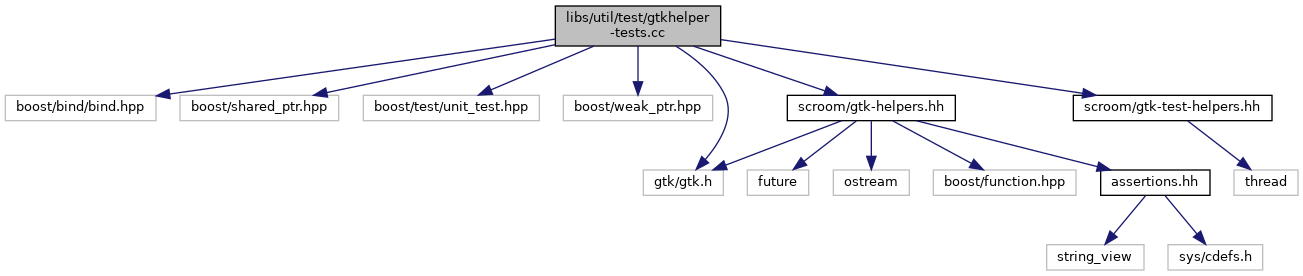 libs/util/test/gtkhelper
-tests.cc
boost/bind/bind.hpp
boost/shared_ptr.hpp
boost/test/unit_test.hpp
boost/weak_ptr.hpp
scroom/gtk-helpers.hh
scroom/gtk-test-helpers.hh
gtk/gtk.h
future
ostream
boost/function.hpp
assertions.hh
thread
string_view
sys/cdefs.h